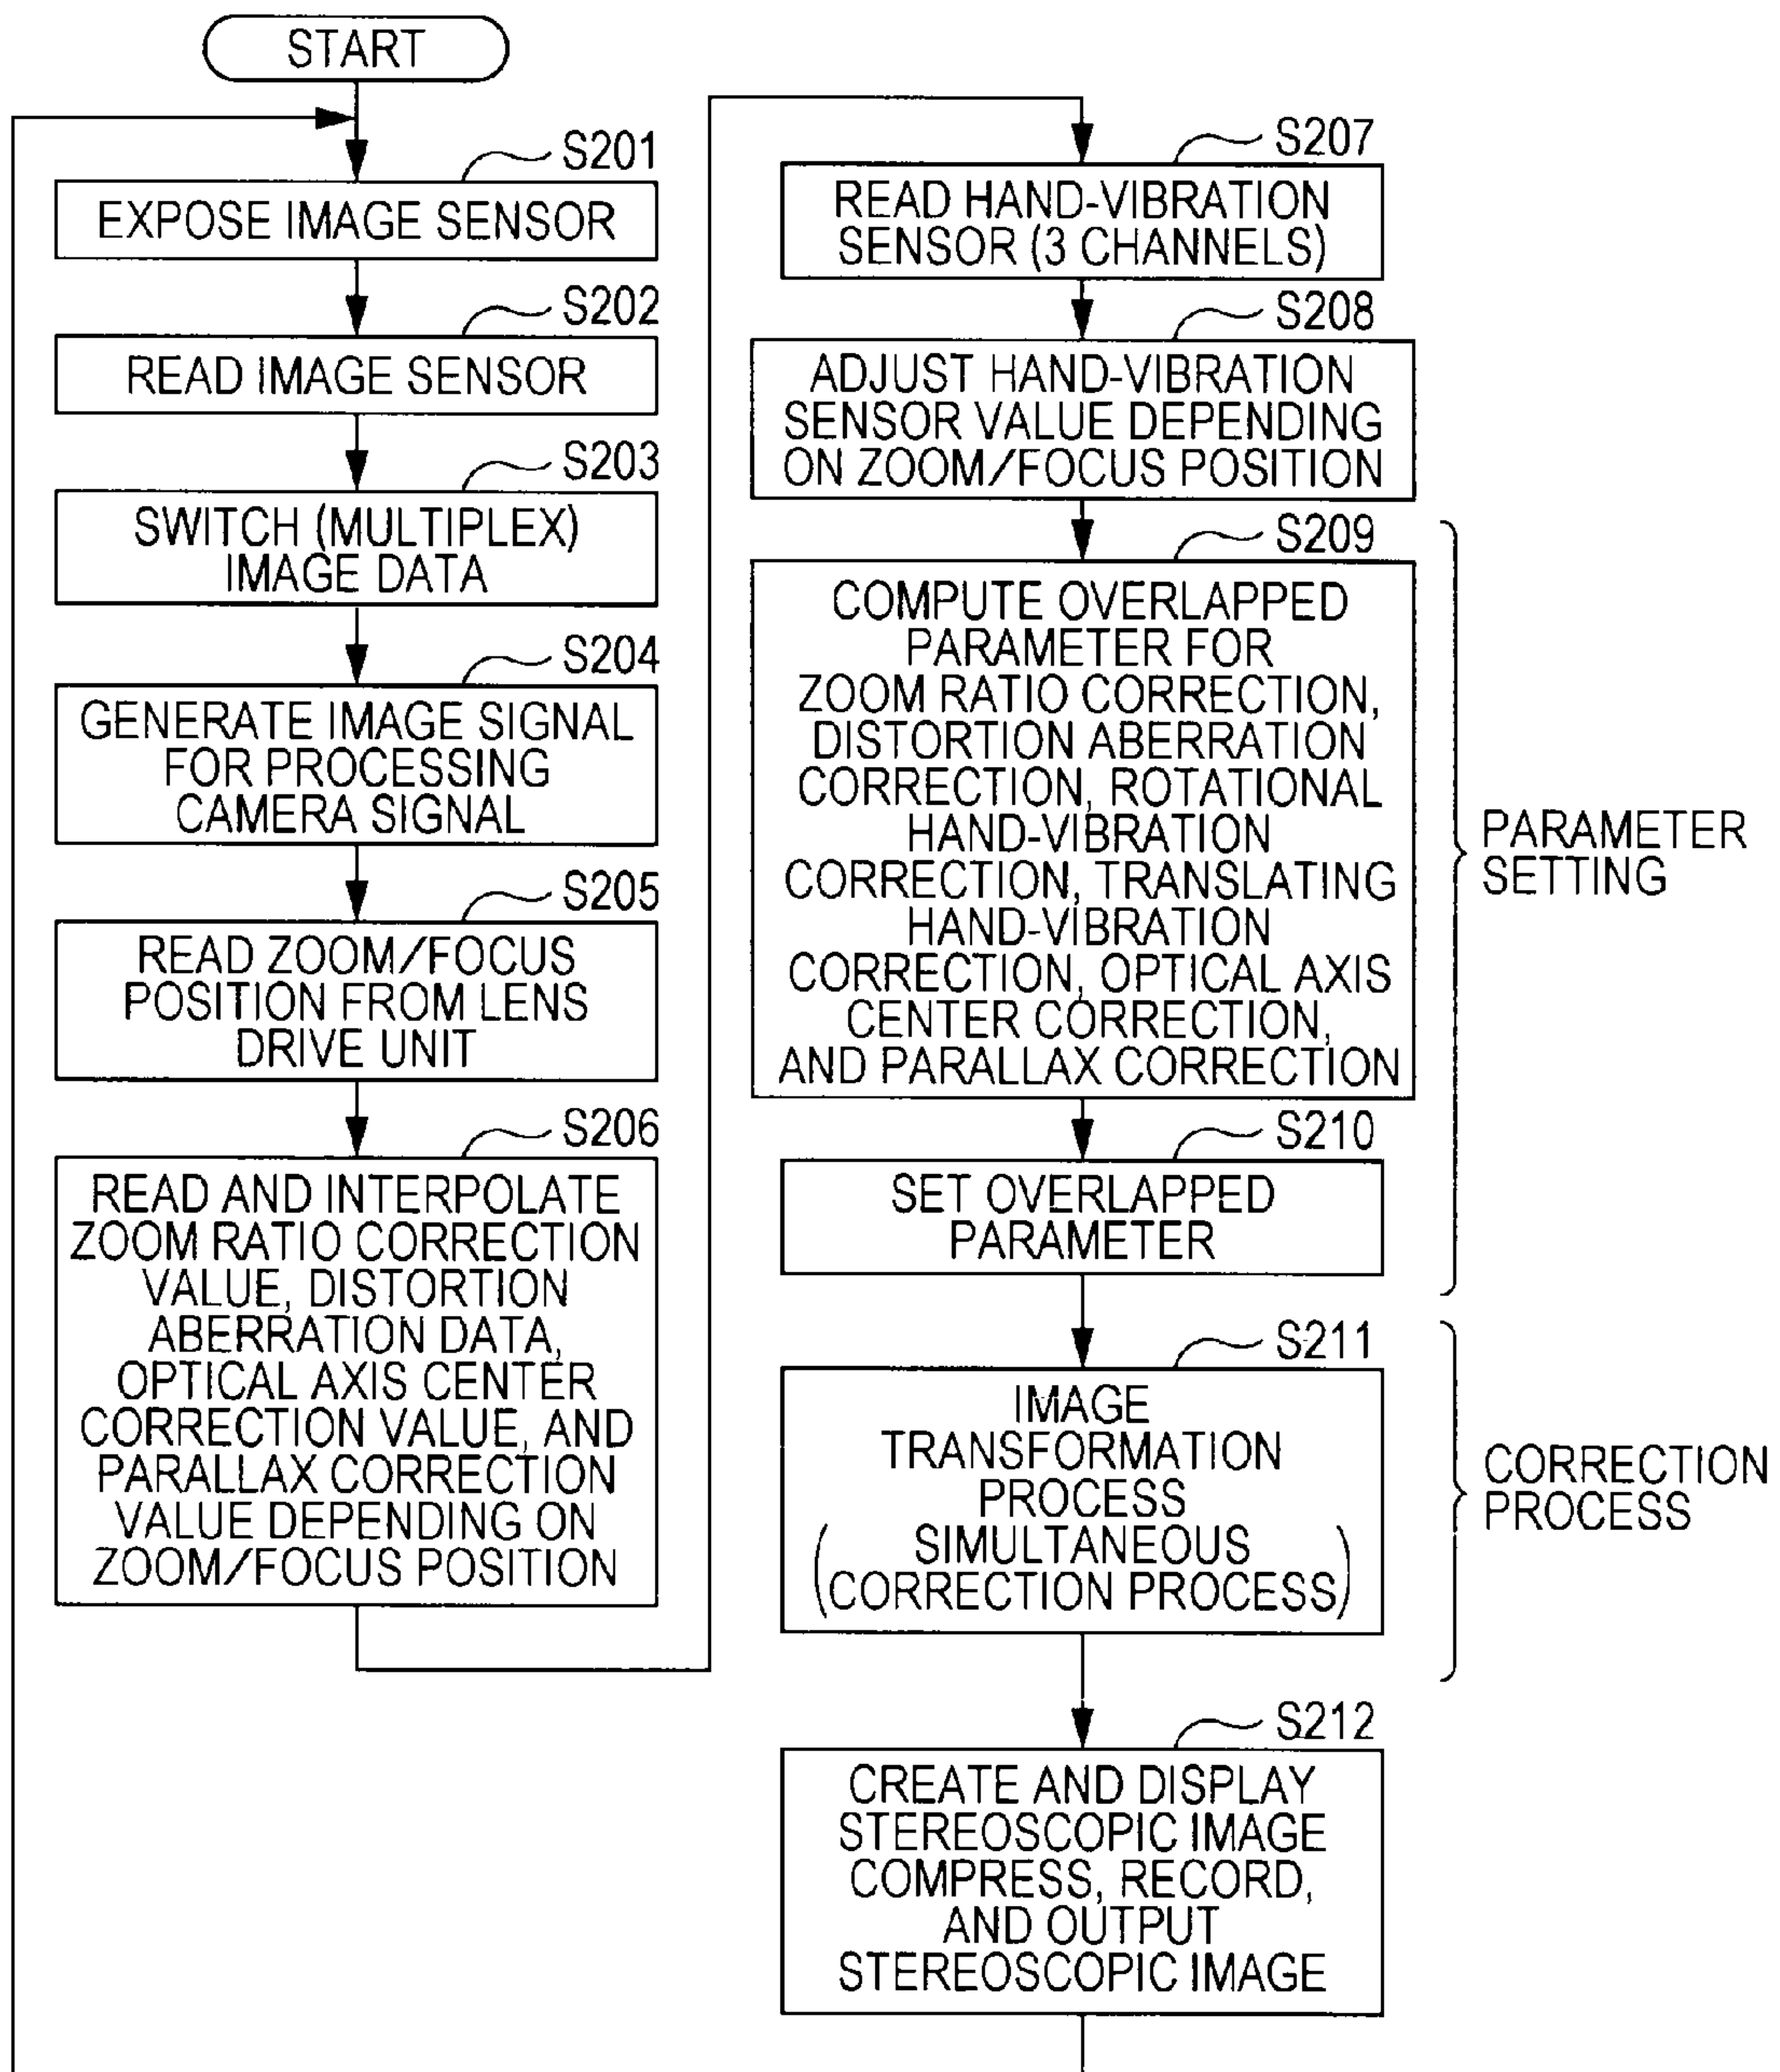 START
S201
EXPOSE IMAGE SENSOR
S202
READ IMAGE SENSOR
S203
SWITCH (MULTIPLEX)
IMAGE DATA
S204
GENERATE IMAGE SIGNAL
FOR PROCESSING
CAMERA SIGNAL
S205
READ ZOOM/FOCUS
POSITION FROM LENS
DRIVE UNIT
S206
READ AND INTERPOLATE
ZOOM RATIO CORRECTION
VALUE, DISTORTION
ABERRATION DATA,
OPTICAL AXIS CENTER
CORRECTION VALUE, AND
PARALLAX CORRECTION
VALUE DEPENDING ON
ZOOM/FOCUS POSITION
S207
READ HAND-VIBRATION
SENSOR (3 CHANNELS)
S208
ADJUST HAND-VIBRATION
SENSOR VALUE DEPENDING
ON ZOOM/FOCUS POSITION
S209
COMPUTE OVERLAPPED
PARAMETER FOR
ZOOM RATIO CORRECTION,
DISTORTION ABERRATION
CORRECTION, ROTATIONAL
HAND-VIBRATION
CORRECTION, TRANSLATING
HAND-VIBRATION
CORRECTION, OPTICAL AXIS
CENTER CORRECTION,
AND PARALLAX CORRECTION
S210
SET OVERLAPPED
PARAMETER
PARAMETER
SETTING
S211
IMAGE
TRANSFORMATION
PROCESS
(SIMULTANEOUS
CORRECTION PROCESS)
CORRECTION
PROCESS
S212
CREATE AND DISPLAY
STEREOSCOPIC IMAGE
COMPRESS, RECORD,
AND OUTPUT
STEREOSCOPIC IMAGE